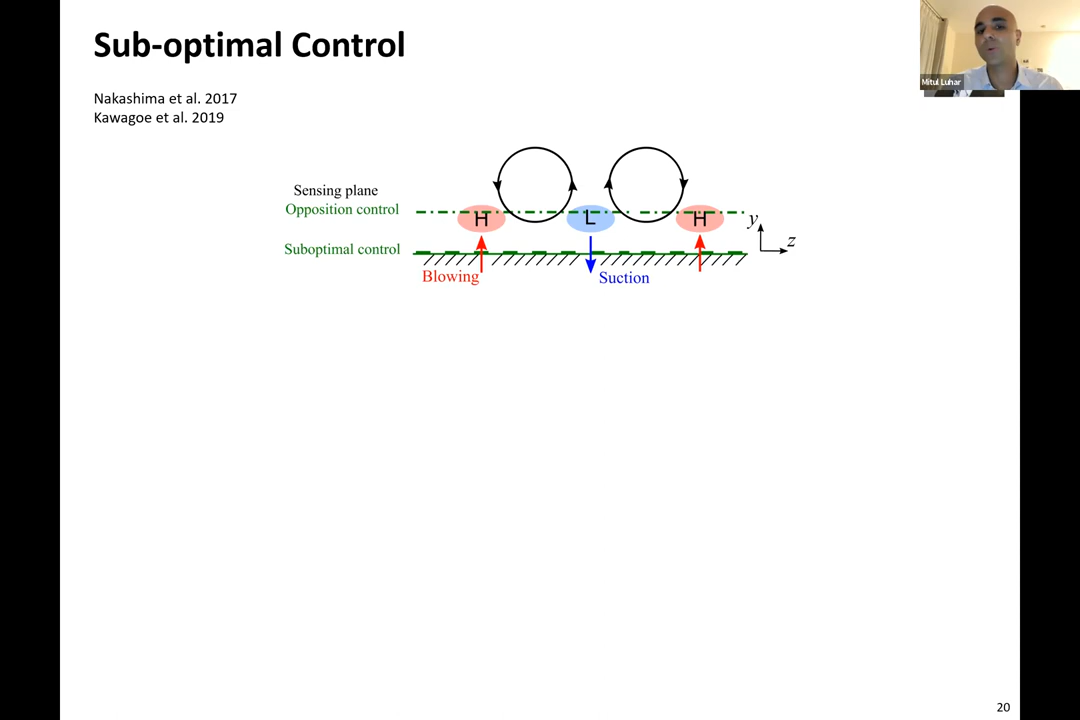 Sub-optimal Control
Mitul Luhar
Nakashima et al. 2017
Kawagoe et al. 2019
Sensing plane
Opposition control
H
L
H
y
z
Suboptimal control
Blowing
Suction
20